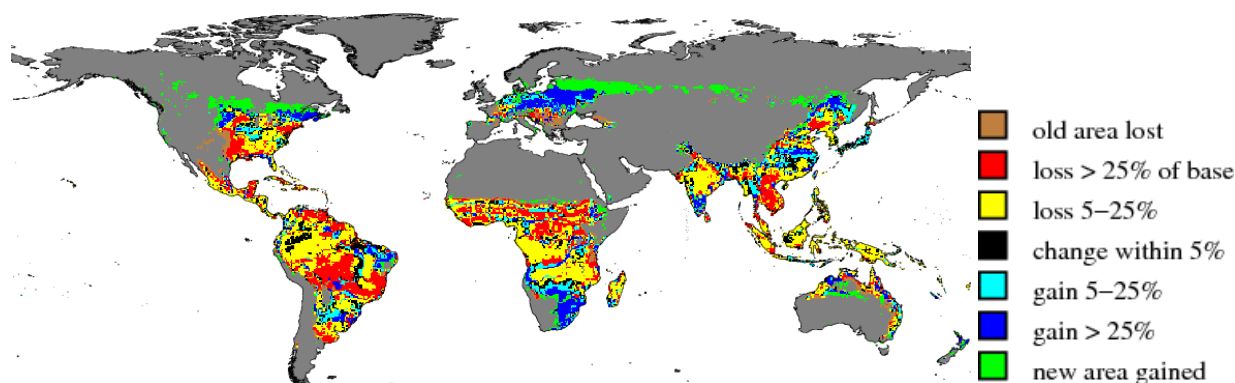 old area lost
loss > 25% of base
loss 5–25%
change within 5%
gain 5–25%
gain > 25%
new area gained